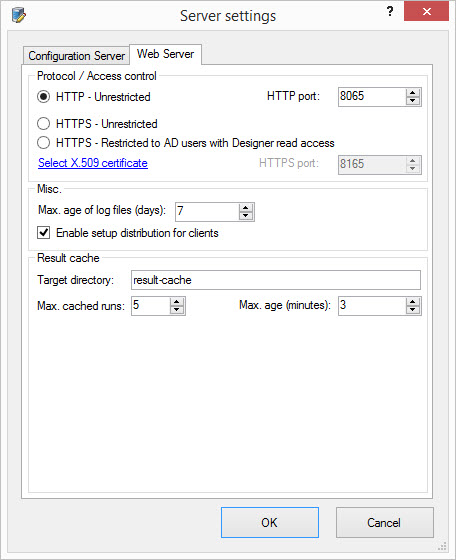 Server settings
? ×
Configuration Server Web Server
Protocol / Access control
HTTP - Unrestricted HTTP port: 8065
HTTPS - Unrestricted
HTTPS - Restricted to AD users with Designer read access
Select X.509 certificate HTTPS port: 8165
Misc.
Max. age of log files (days): 7
Enable setup distribution for clients
Result cache
Target directory: result-cache
Max. cached runs: 5 Max. age (minutes): 3
OK Cancel